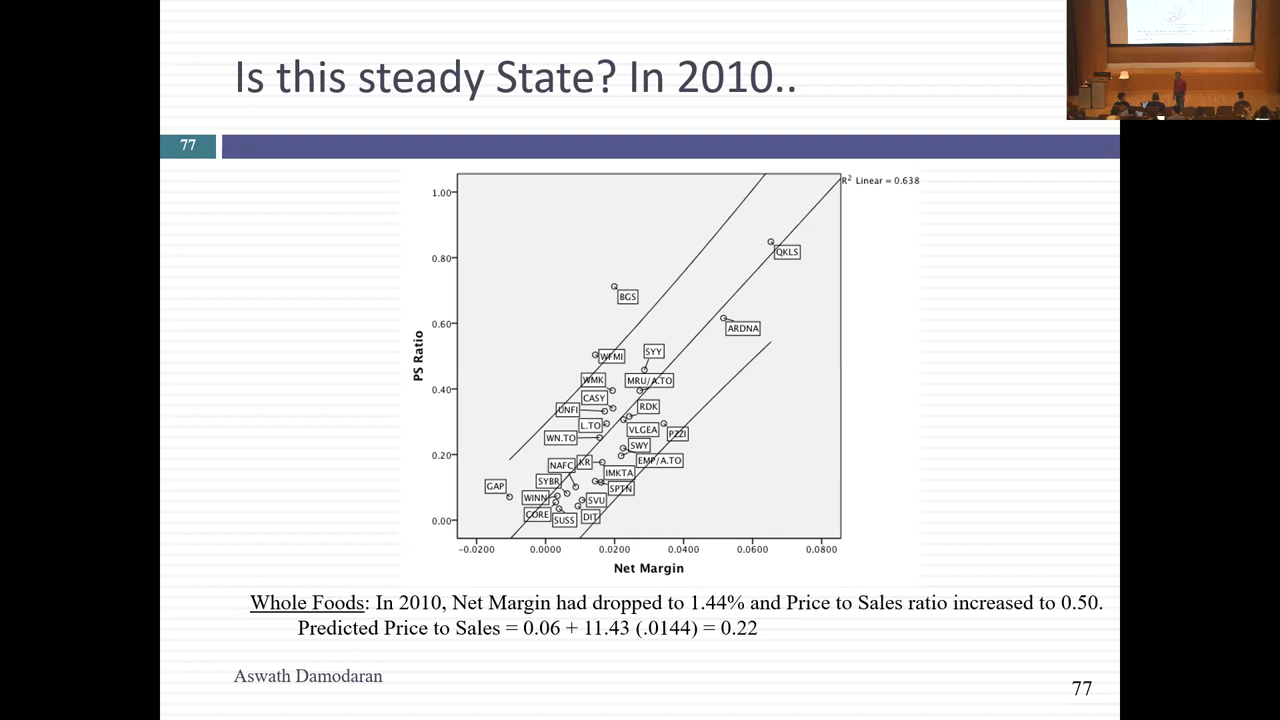 Is this steady State? In 2010..
77
R² Linear = 0.638
1.00
0.80
0.60
0.40
0.20
0.00
PS Ratio
QKLS
BGS
ARDNA
WFMI
SYY
WMK
MRU/A.TO
CASY
UNFI
RDK
L.TO
VLGEA
PZZI
WN.TO
SWY
EMP/A.TO
NAFC
KR
IMKTA
SYBR
SPTN
GAP
WINN
SVU
CORE
SUSS
DIT
-0.0200
0.0000
0.0200
0.0400
0.0600
0.0800
Net Margin
Whole Foods: In 2010, Net Margin had dropped to 1.44% and Price to Sales ratio increased to 0.50.
Predicted Price to Sales = 0.06 + 11.43 (.0144) = 0.22
Aswath Damodaran
77